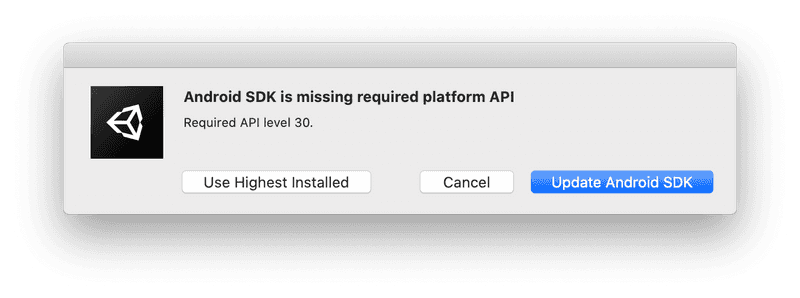 Android SDK is missing required platform API
Required API level 30.
Use Highest Installed
Cancel
Update Android SDK